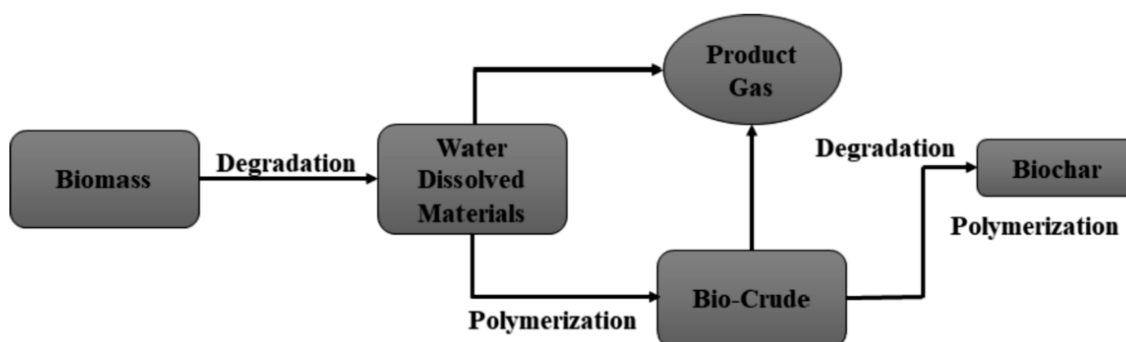 Product
Gas
Water
Dissolved
Materials
Biomass
Degradation
Degradation
Biochar
Polymerization
Bio-Crude
Polymerization